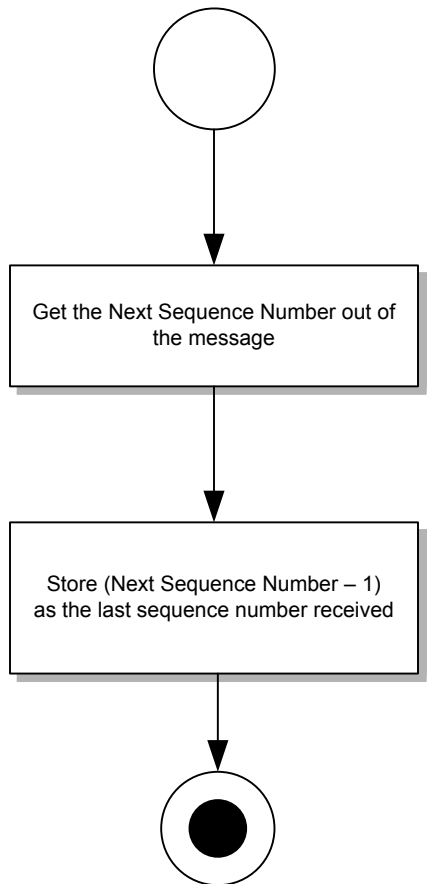 Get the Next Sequence Number out of
the message
Store (Next Sequence Number – 1)
as the last sequence number received